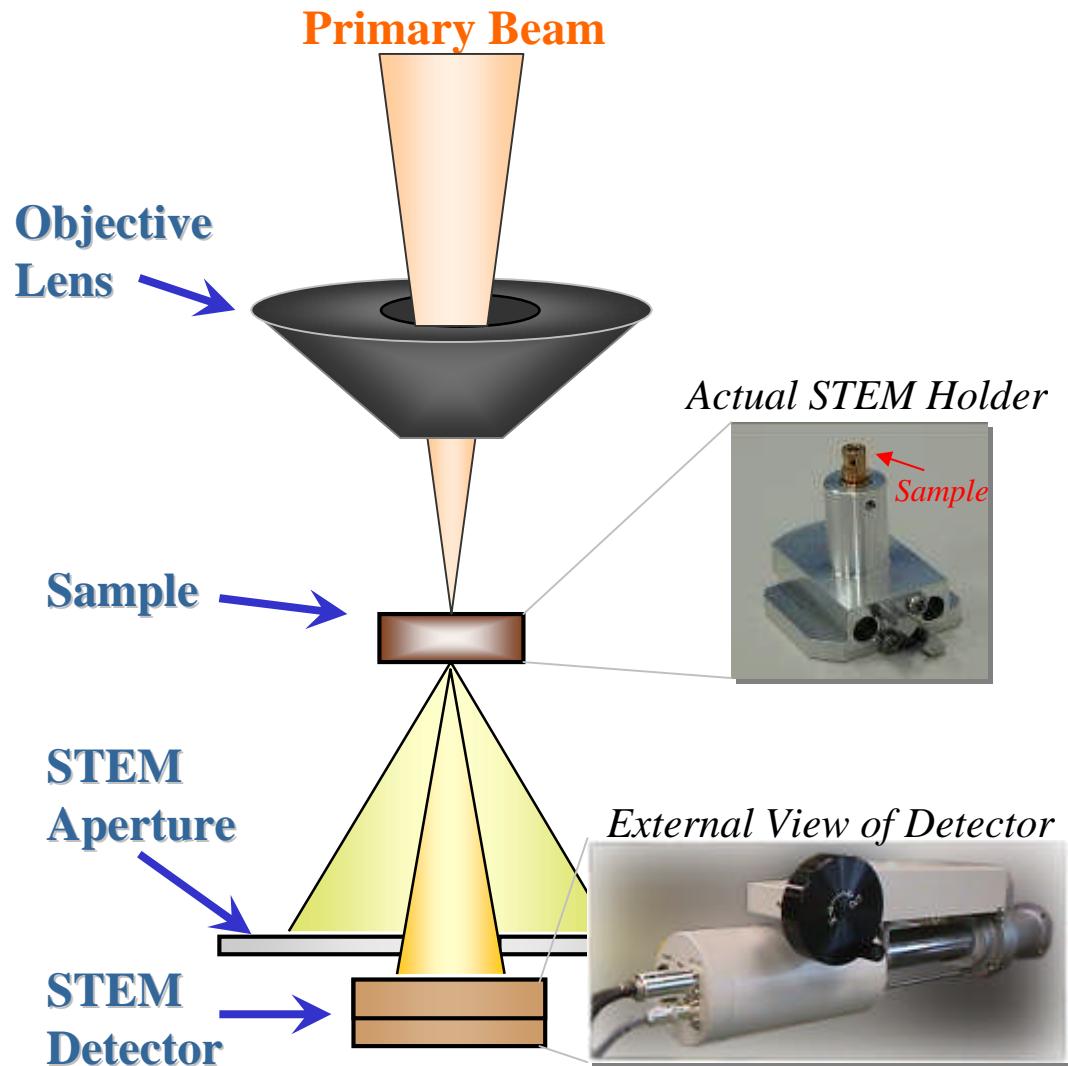 Primary Beam
Objective
Lens
Actual STEM Holder
Sample
Sample
STEM
Aperture
External View of Detector
STEM
Detector